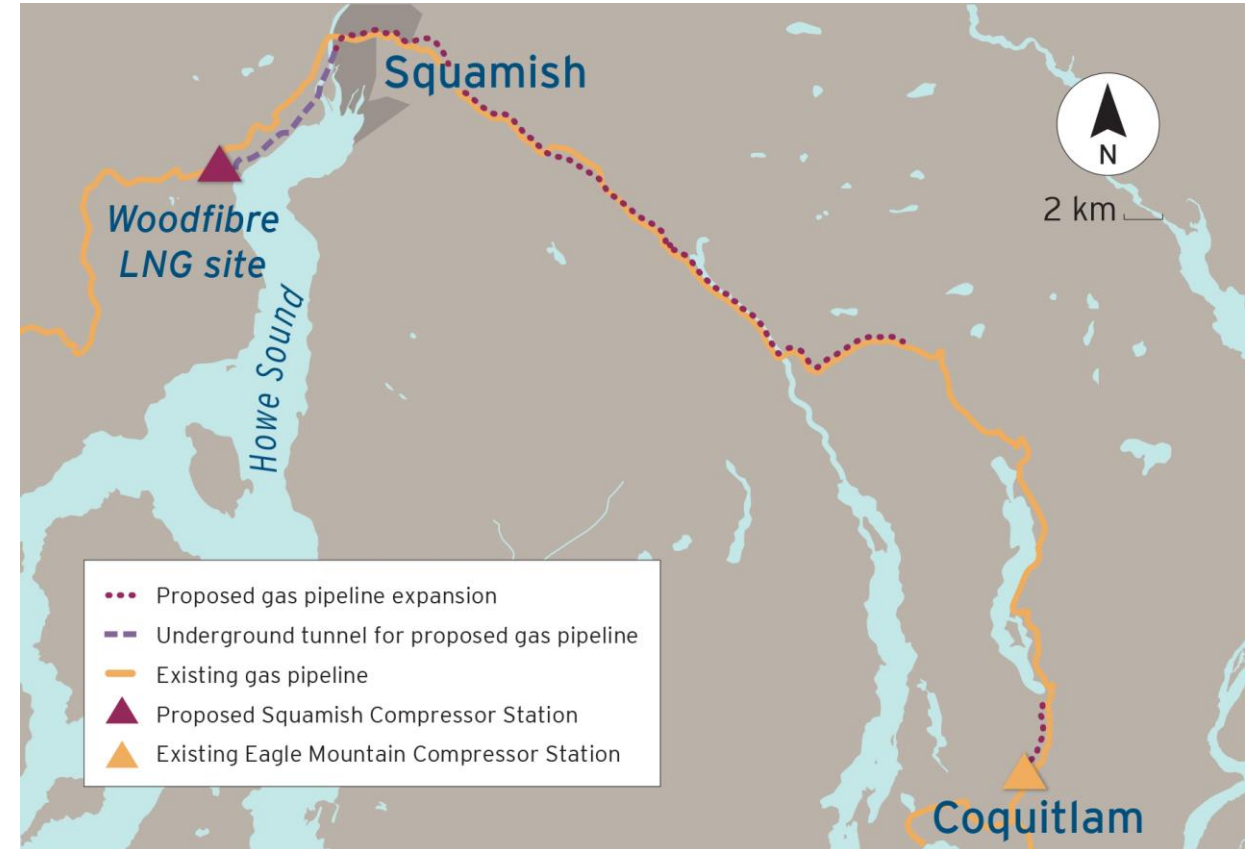 Squamish
N
2 km
Woodfibre
LNG site
Howe Sound
Proposed gas pipeline expansion
Underground tunnel for proposed gas pipeline
Existing gas pipeline
Proposed Squamish Compressor Station
Existing Eagle Mountain Compressor Station
Coquitlam